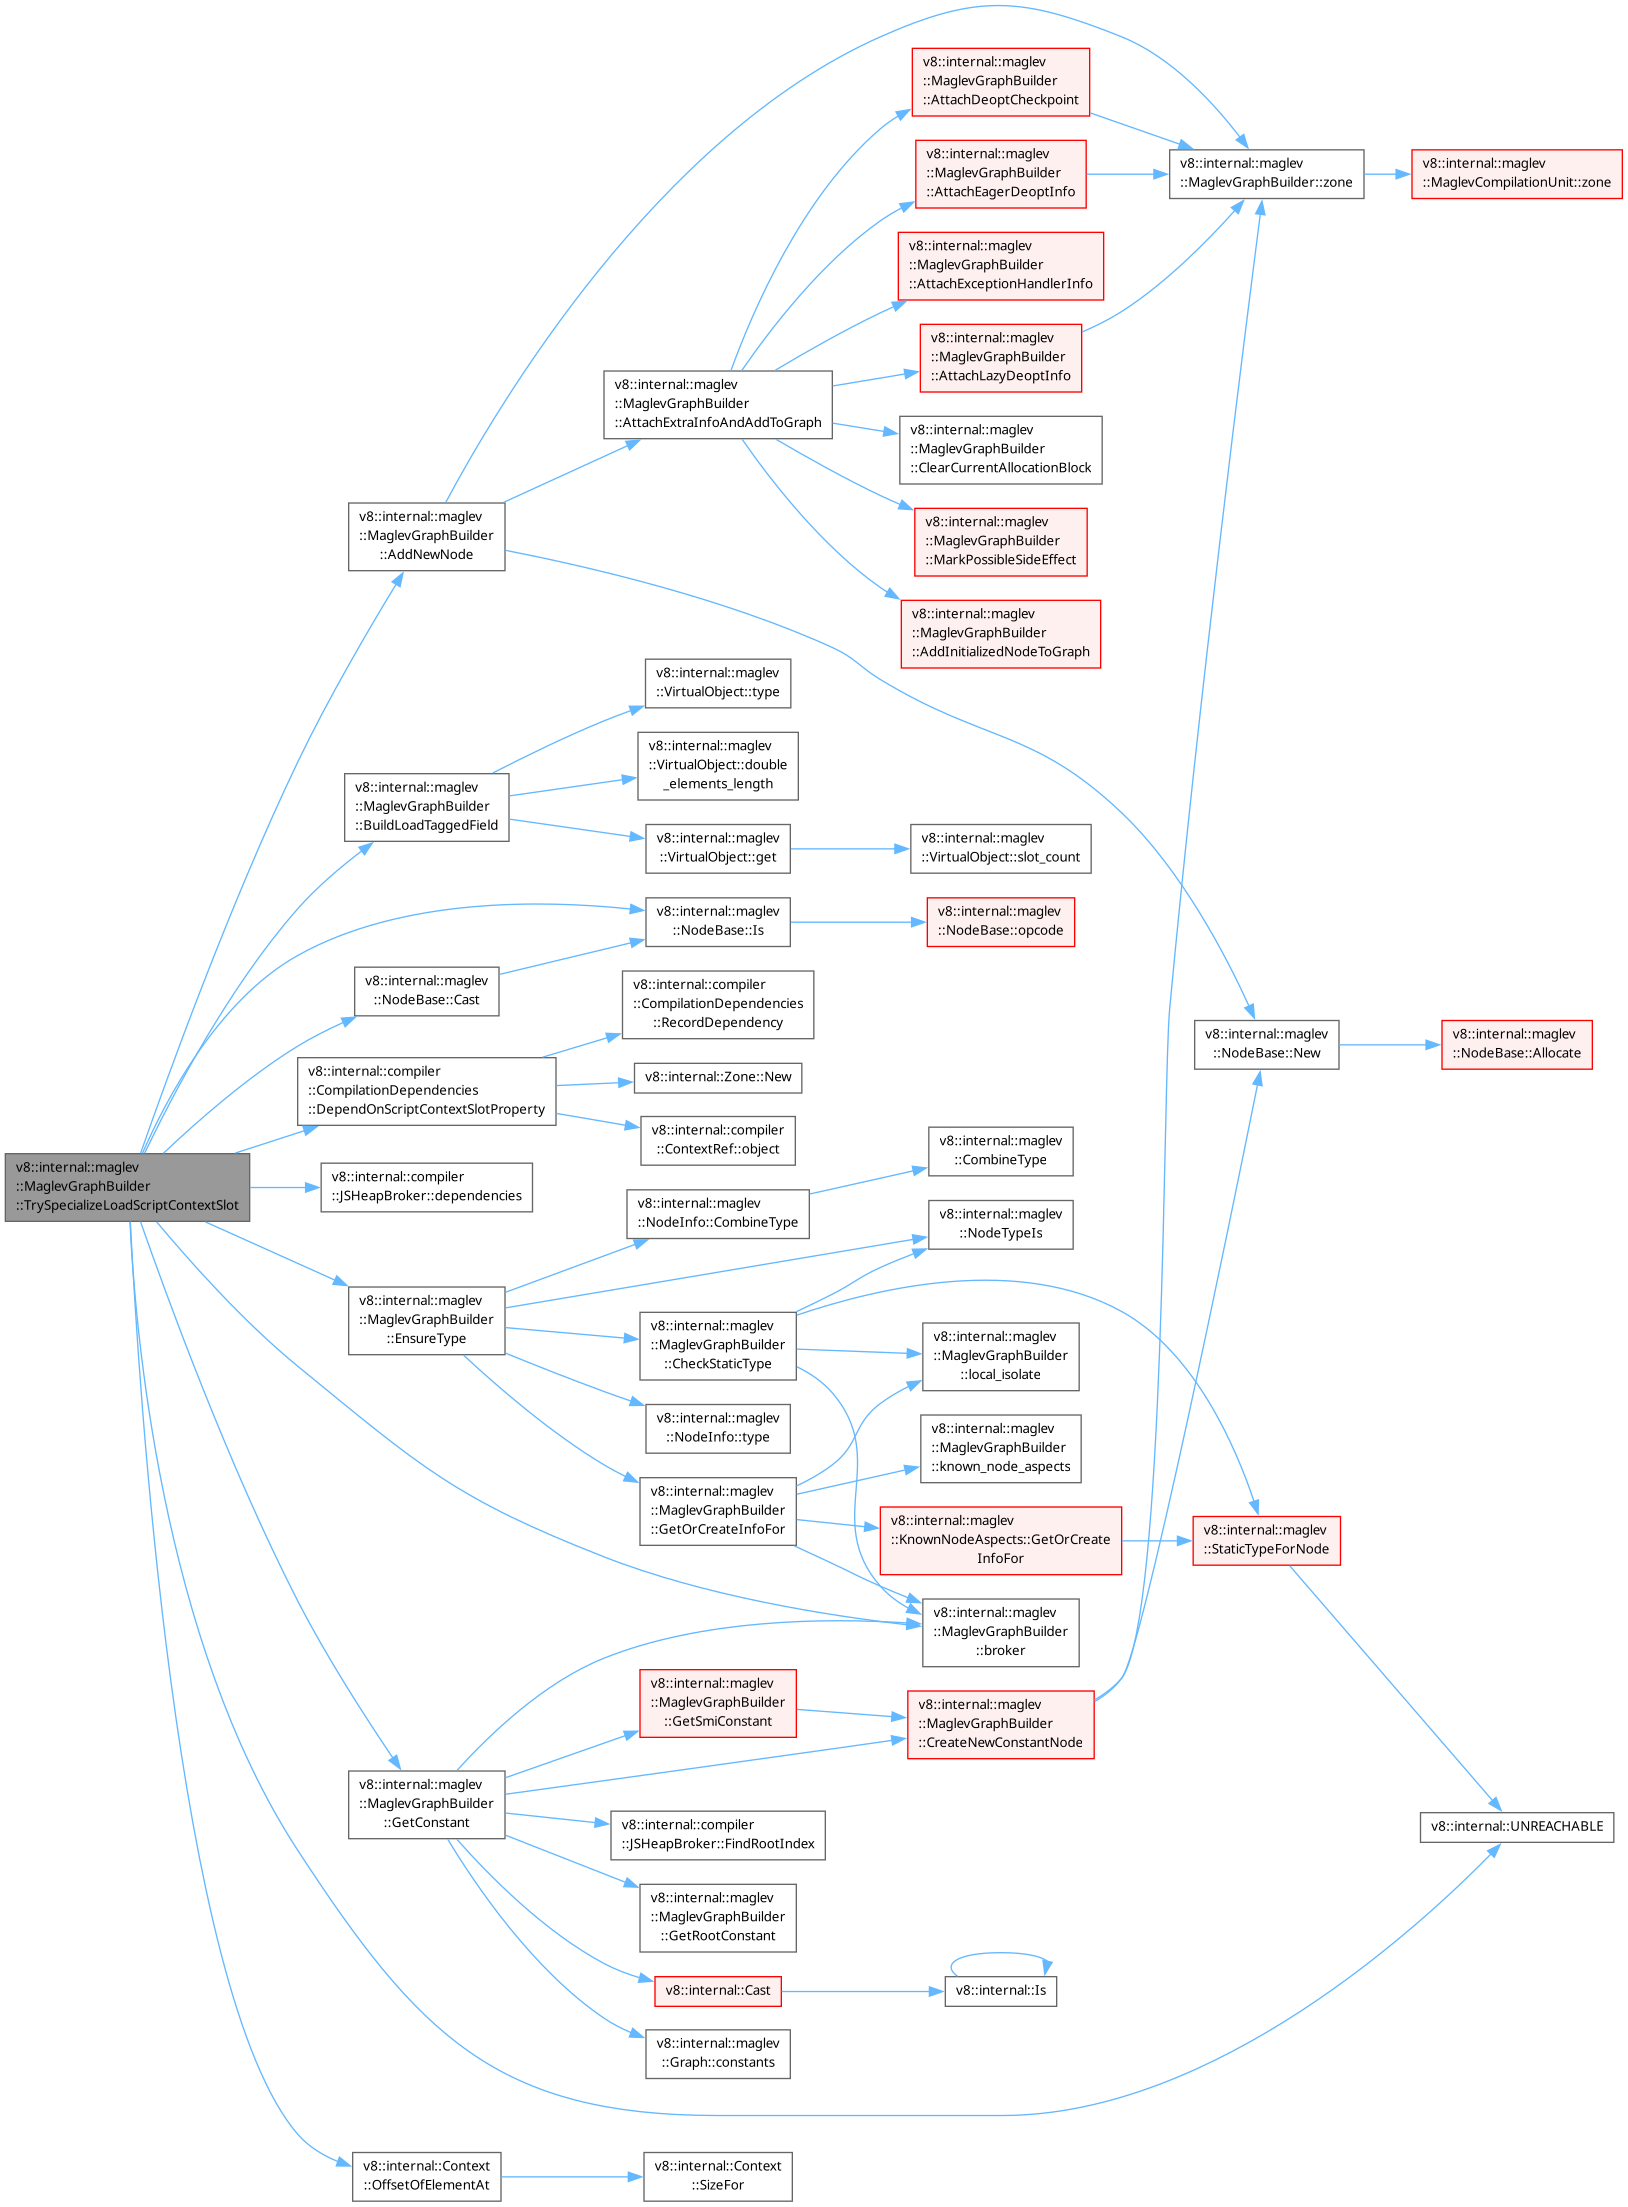 v8::internal::maglev
::MaglevGraphBuilder
::AttachDeoptCheckpoint
v8::internal::maglev
::MaglevGraphBuilder
::AttachEagerDeoptInfo
v8::internal::maglev
::MaglevGraphBuilder::zone
v8::internal::maglev
::MaglevCompilationUnit::zone
v8::internal::maglev
::MaglevGraphBuilder
::AttachExceptionHandlerInfo
v8::internal::maglev
::MaglevGraphBuilder
::AttachLazyDeoptInfo
v8::internal::maglev
::MaglevGraphBuilder
::AttachExtraInfoAndAddToGraph
v8::internal::maglev
::MaglevGraphBuilder
::ClearCurrentAllocationBlock
v8::internal::maglev
::MaglevGraphBuilder
::AddNewNode
v8::internal::maglev
::MaglevGraphBuilder
::MarkPossibleSideEffect
v8::internal::maglev
::MaglevGraphBuilder
::AddInitializedNodeToGraph
v8::internal::maglev
::VirtualObject::type
v8::internal::maglev
::VirtualObject::double
_elements_length
v8::internal::maglev
::MaglevGraphBuilder
::BuildLoadTaggedField
v8::internal::maglev
::VirtualObject::get
v8::internal::maglev
::VirtualObject::slot_count
v8::internal::maglev
::NodeBase::Is
v8::internal::maglev
::NodeBase::opcode
v8::internal::maglev
::NodeBase::Cast
v8::internal::compiler
::CompilationDependencies
::RecordDependency
v8::internal::maglev
::NodeBase::New
v8::internal::maglev
::NodeBase::Allocate
v8::internal::compiler
::CompilationDependencies
::DependOnScriptContextSlotProperty
v8::internal::Zone::New
v8::internal::compiler
::ContextRef::object
v8::internal::maglev
::CombineType
v8::internal::maglev
::MaglevGraphBuilder
::TrySpecializeLoadScriptContextSlot
v8::internal::compiler
::JSHeapBroker::dependencies
v8::internal::maglev
::NodeInfo::CombineType
v8::internal::maglev
::NodeTypeIs
v8::internal::maglev
::MaglevGraphBuilder
::EnsureType
v8::internal::maglev
::MaglevGraphBuilder
::CheckStaticType
v8::internal::maglev
::MaglevGraphBuilder
::local_isolate
v8::internal::maglev
::NodeInfo::type
v8::internal::maglev
::MaglevGraphBuilder
::known_node_aspects
v8::internal::maglev
::MaglevGraphBuilder
::GetOrCreateInfoFor
v8::internal::maglev
::KnownNodeAspects::GetOrCreate
InfoFor
v8::internal::maglev
::StaticTypeForNode
v8::internal::maglev
::MaglevGraphBuilder
::broker
v8::internal::maglev
::MaglevGraphBuilder
::GetSmiConstant
v8::internal::maglev
::MaglevGraphBuilder
::CreateNewConstantNode
v8::internal::maglev
::MaglevGraphBuilder
::GetConstant
v8::internal::compiler
::JSHeapBroker::FindRootIndex
v8::internal::UNREACHABLE
v8::internal::maglev
::MaglevGraphBuilder
::GetRootConstant
v8::internal::Cast
v8::internal::Is
v8::internal::maglev
::Graph::constants
v8::internal::Context
::OffsetOfElementAt
v8::internal::Context
::SizeFor